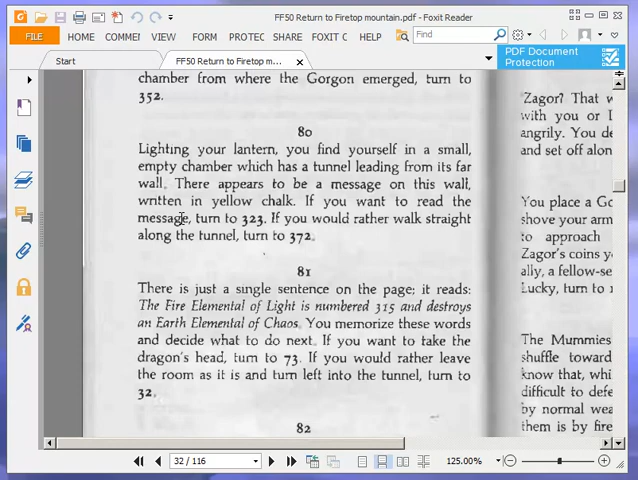 FF50 Return to Firetop mountain.pdf - Foxit Reader
FILE HOME COMMEI VIEW FORM PROTEC SHARE FOXIT C HELP Find
Start FF50 Return to Firetop m...
PDF Document
Protection
chamber from where the Gorgon emerged, turn to
352.
80
Lighting your lantern, you find yourself in a small,
empty chamber which has a tunnel leading from its far
wall. There appears to be a message on this wall,
written in yellow chalk. If you want to read the
message, turn to 323. If you would rather walk straight
along the tunnel, turn to 372.
81
There is just a single sentence on the page; it reads:
The Fire Elemental of Light is numbered 315 and destroys
an Earth Elemental of Chaos. You memorize these words
and decide what to do next. If you want to take the
dragon's head, turn to 73. If you would rather leave
the room as it is and turn left into the tunnel, turn to
32.
82
'Zagor? That w
with you or I
angrily. You de
and set off alon
You place a Go
shove your arm
to approach
Zagor's coins y
ally, a fellow-se
Lucky, turn to 1
The Mummies
shuffle toward
know that, whi
difficult to defe
by normal wea
them is by fire
32 / 116 125.00%